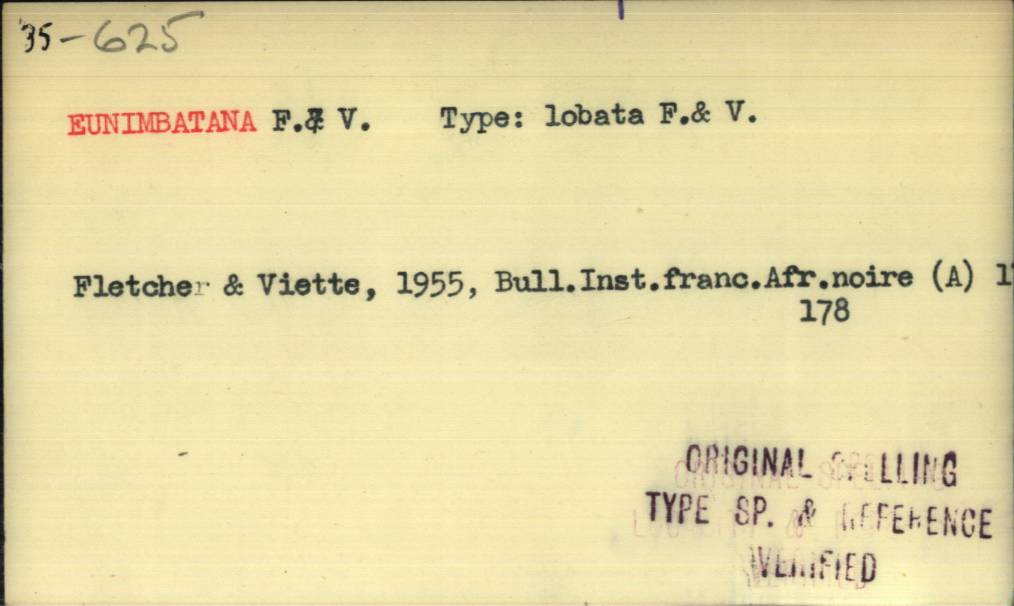 35-625
EUNIMBATANA F.& V. Type: lobata F.& V.
Fletcher & Viette, 1955, Bull.Inst.franc.Afr.noire (A)
178
ORIGINAL SPELLING
TYPE SP. & REFERENCE
VERIFIED